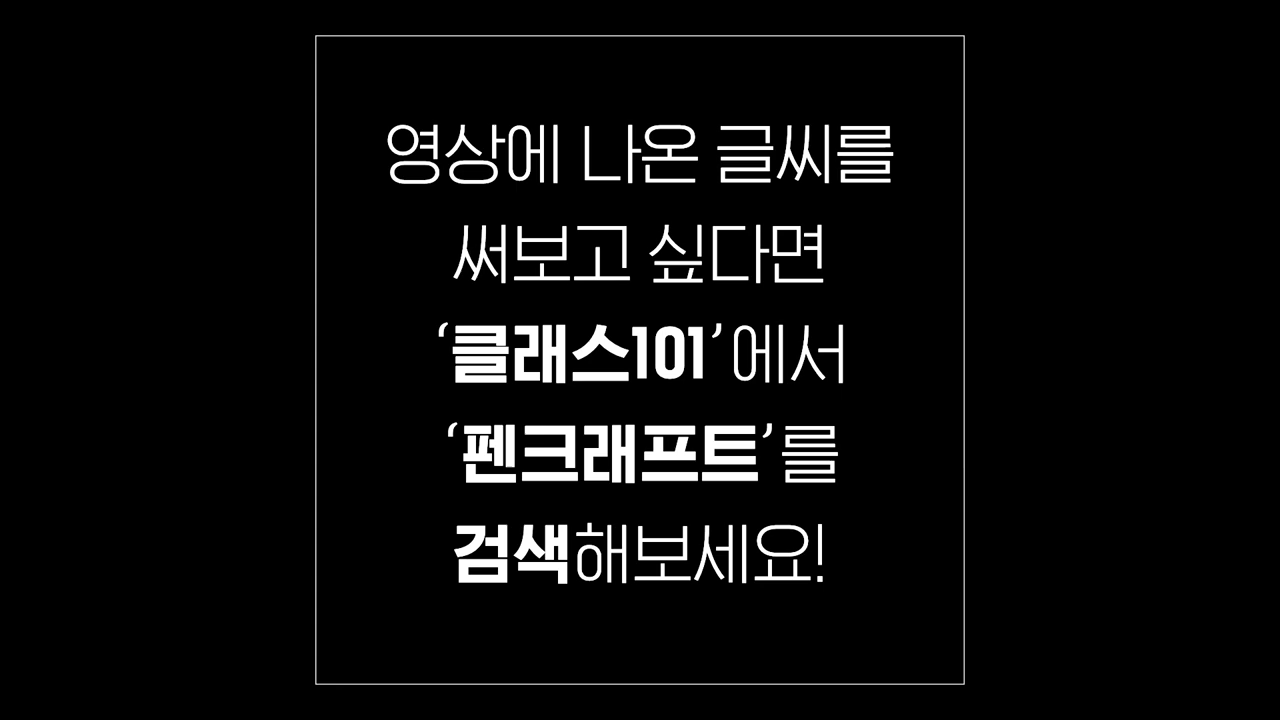 영상에 나온 글씨를
써보고 싶다면
‘클래스101’에서
‘펜크래프트’를
검색해보세요!